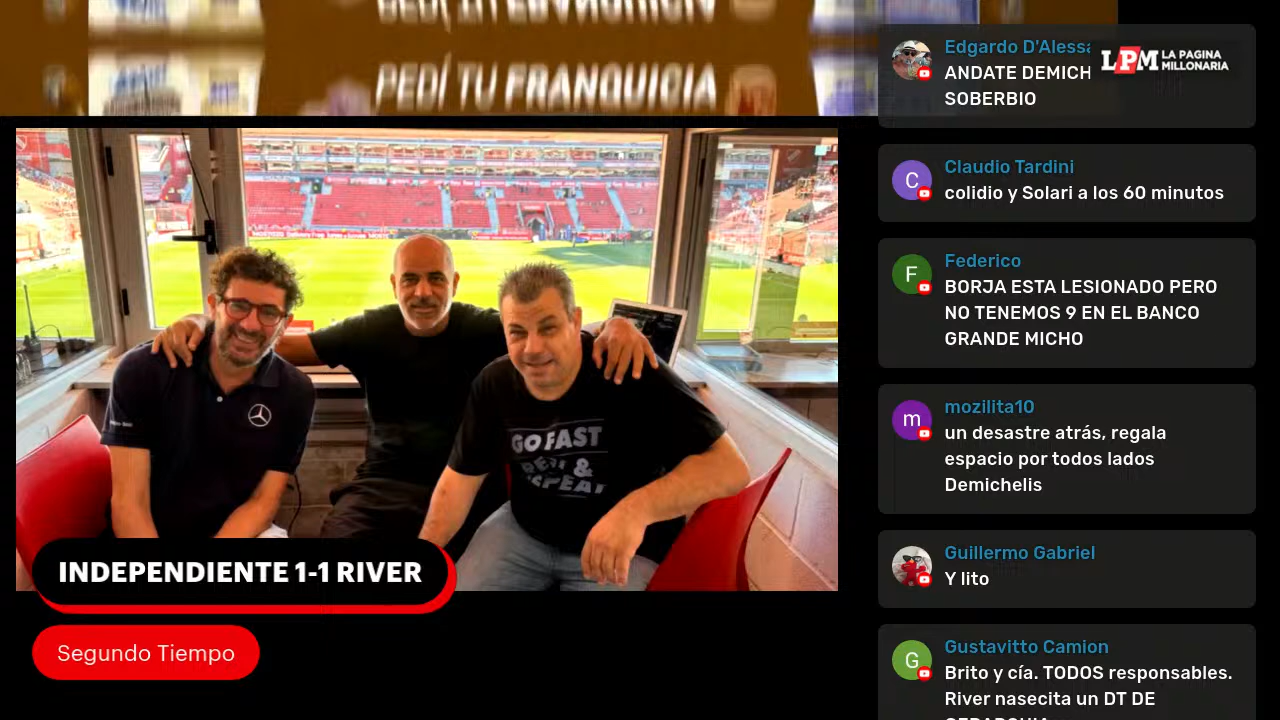 PEDÍ TU FRANQUICIA
Edgardo D'Alessa
ANDATE DEMICH
SOBERBIO
LPM LA PAGINA
MILLONARIA
Claudio Tardini
colidio y Solari a los 60 minutos
Federico
BORJA ESTA LESIONADO PERO
NO TENEMOS 9 EN EL BANCO
GRANDE MICHO
mozilita10
un desastre atrás, regala
espacio por todos lados
Demichelis
Guillermo Gabriel
Y lito
Gustavitto Camion
Brito y cía. TODOS responsables.
River nasecita un DT DE
GO FAST
INDEPENDIENTE 1-1 RIVER
Segundo Tiempo
C
F
m
G